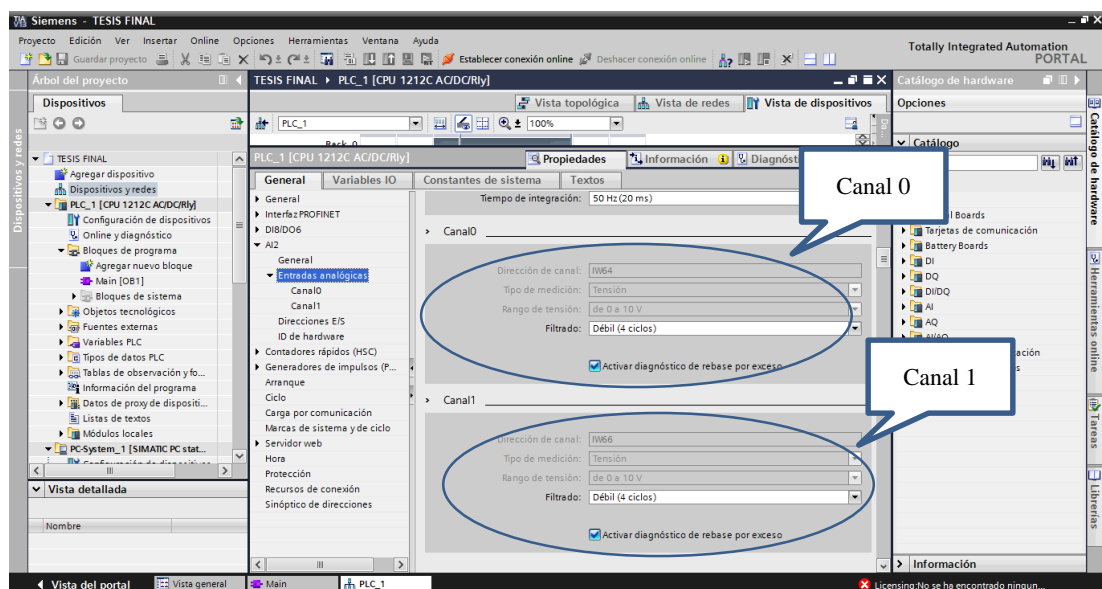 Siemens - TESIS FINAL
Proyecto Edición Ver Insertar Online Opciones Herramientas Ventana Ayuda
Guardar proyecto
Establecer conexión online
Deshacer conexión online
Totally Integrated Automation
PORTAL
Árbol del proyecto
Dispositivos
Dispositivos y redes
TESIS FINAL
Agregar dispositivo
Dispositivos y redes
PLC_1 [CPU 1212C AC/DC/Rly]
Configuración de dispositivos
Online y diagnóstico
Bloques de programa
Agregar nuevo bloque
Main [OB1]
Bloques de sistema
Objetos tecnológicos
Fuentes externas
Variables PLC
Tipos de datos PLC
Tablas de observación y fo...
Información del programa
Datos de proxy de dispositi...
Listas de textos
Módulos locales
PC-System_1 [SIMATIC PC stat...
Vista detallada
Nombre
TESIS FINAL PLC_1 [CPU 1212C AC/DC/Rly]
Vista topológica
Vista de redes
Vista de dispositivos
PLC_1
100%
PLC_1 [CPU 1212C AC/DC/Rly]
Propiedades
Información
Diagnóst
General
Variables IO
Constantes de sistema
Textos
General
Interfaz PROFINET
DI8/DO6
AI2
General
Entradas analógicas
Canal0
Canal1
Direcciones E/S
ID de hardware
Contadores rápidos (HSC)
Generadores de impulsos (P...
Arranque
Ciclo
Carga por comunicación
Marcas de sistema y de ciclo
Servidor web
Hora
Protección
Recursos de conexión
Sinóptico de direcciones
Tiempo de integración: 50 Hz (20 ms)
Canal0
Dirección de canal: IW64
Tipo de medición: Tensión
Rango de tensión: de 0 a 10 V
Filtrado: Débil (4 ciclos)
Activar diagnóstico de rebase por exceso
Canal1
Dirección de canal: IW66
Tipo de medición: Tensión
Rango de tensión: de 0 a 10 V
Filtrado: Débil (4 ciclos)
Activar diagnóstico de rebase por exceso
Canal 0
Canal 1
Catálogo de hardware
Opciones
Catálogo
Boards
Tarjetas de comunicación
Battery Boards
DI
DQ
DI/DQ
AI
AQ
AI/AQ
ación
s
Información
Catálogo de hardware
Herramientas online
Tareas
Librerías
Vista del portal
Vista general
Main
PLC_1
Licensing:No se ha encontrado ningun...